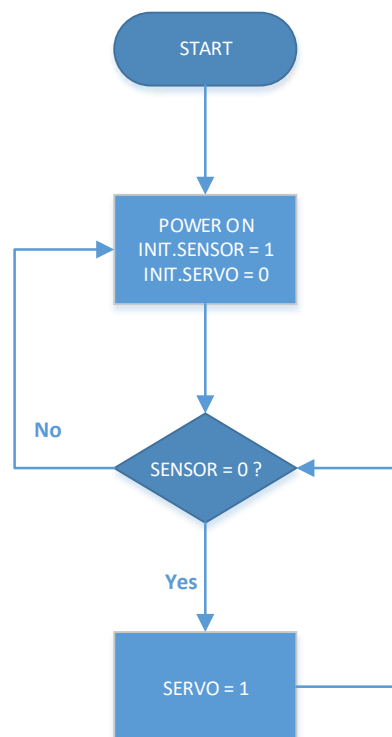 START
POWER ON
INIT.SENSOR = 1
INIT.SERVO = 0
No
SENSOR = 0 ?
Yes
SERVO = 1